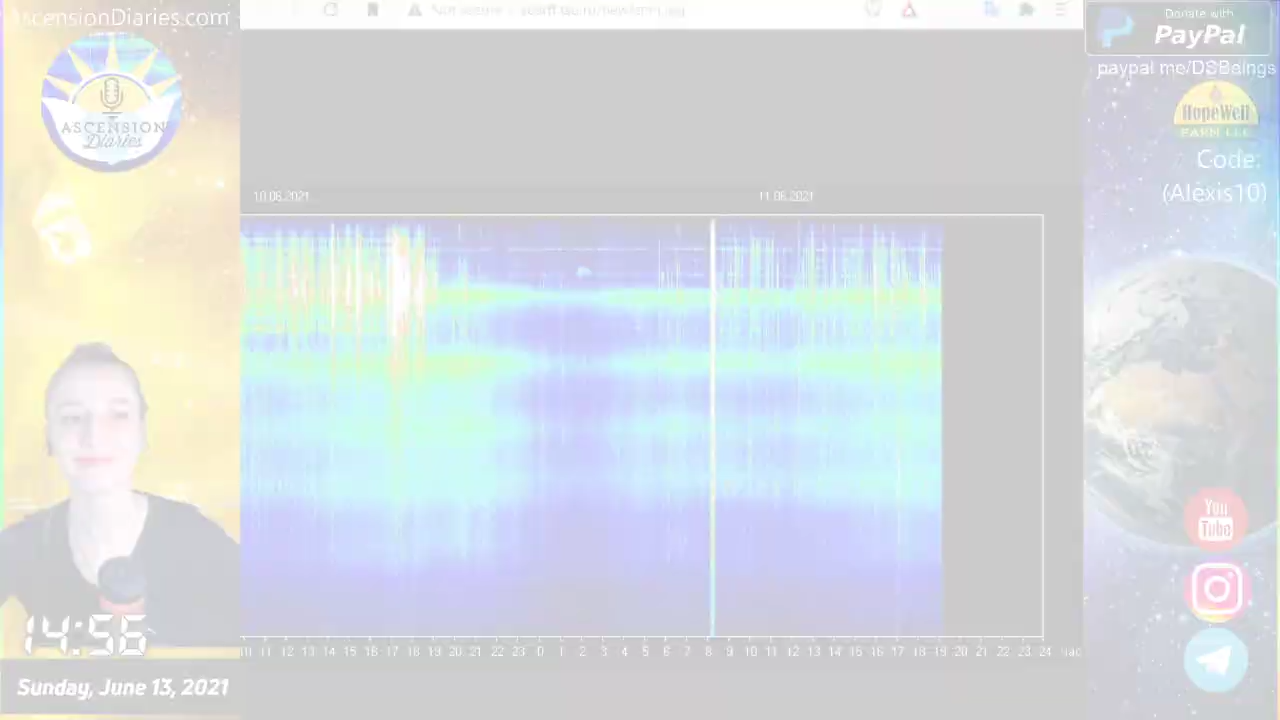 AscensionDiaries.com
ASCENSION
Diaries
14:56
Sunday, June 13, 2021
Not secure
10.06.2021
11.06.2021
10 11 12 13 14 15 16 17 18 19 20 21 22 23 0 1 2 3 4 5 6 7 8 9 10 11 12 13 14 15 16 17 18 19 20 21 22 23 24
Donate with
PayPal
paypal.me/DSBeings
HopeWell
FARM LLC
Code:
(Alexis10)
You
Tube